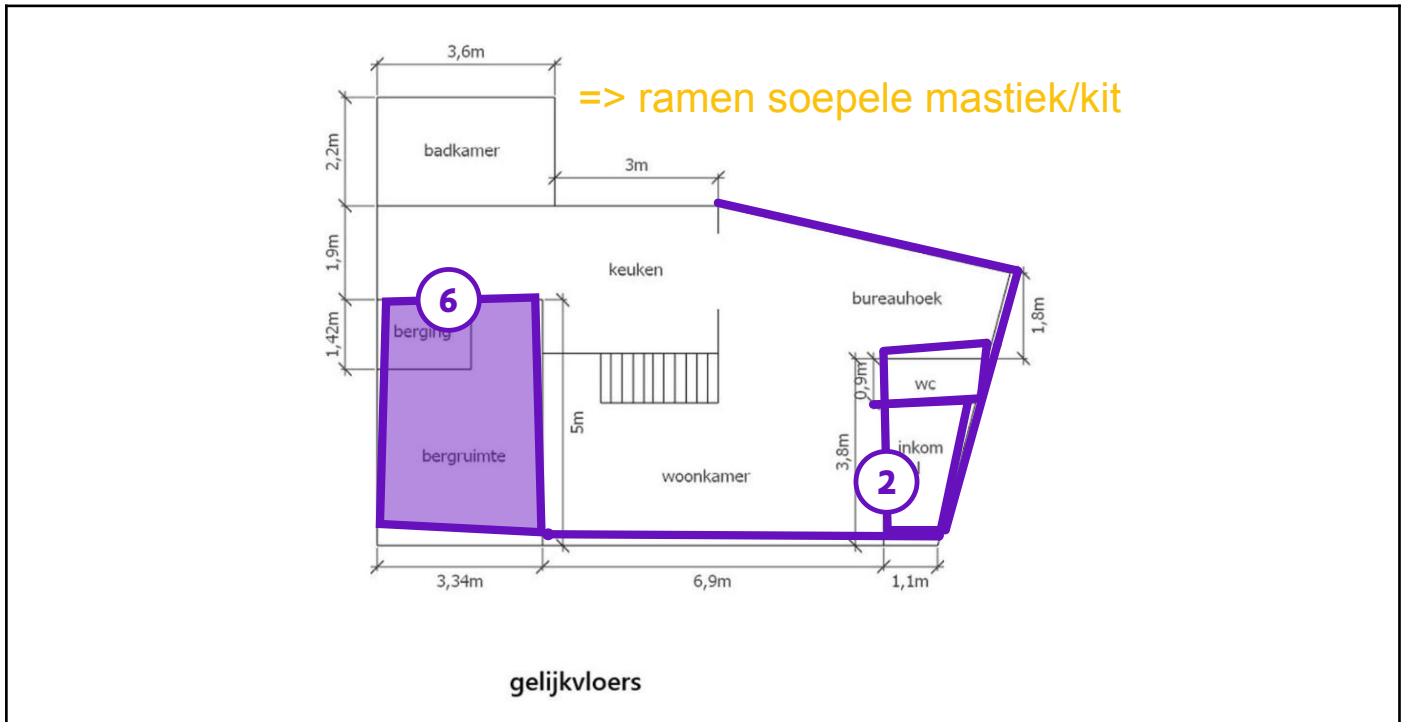 3,6m
=> ramen soepele mastiek/kit
badkamer
2,2m
3m
1,9m
keuken
6
bureauhoek
1,8m
berging
1,42m
0,9m
wc
5m
3,8m
inkom
bergruimte
woonkamer
2
3,34m
6,9m
1,1m
gelijkvloers